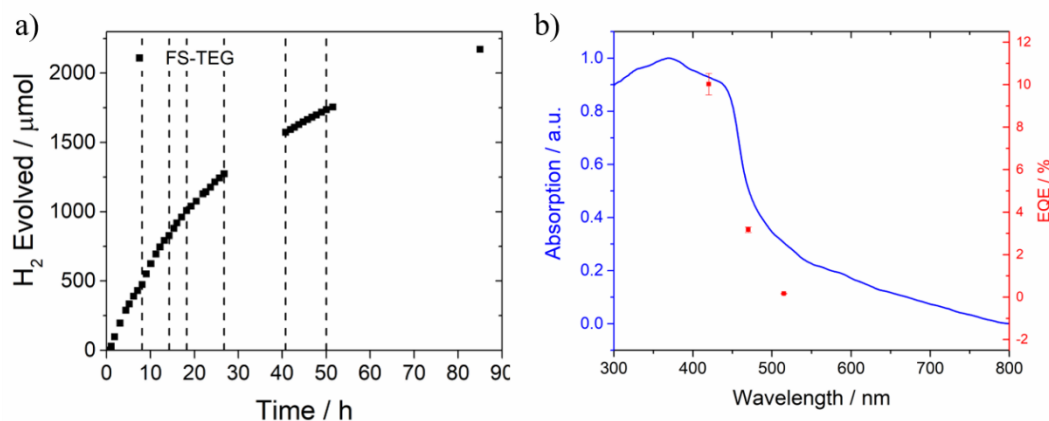 a)
FS-TEG
2000
1500
1000
500
0
H₂ Evolved / μmol
0 10 20 30 40 50 60 70 80 90
Time / h
b)
1.0
0.8
0.6
0.4
0.2
0.0
Absorption / a.u.
12
10
8
6
4
2
0
-2
EQE / %
300 400 500 600 700 800
Wavelength / nm